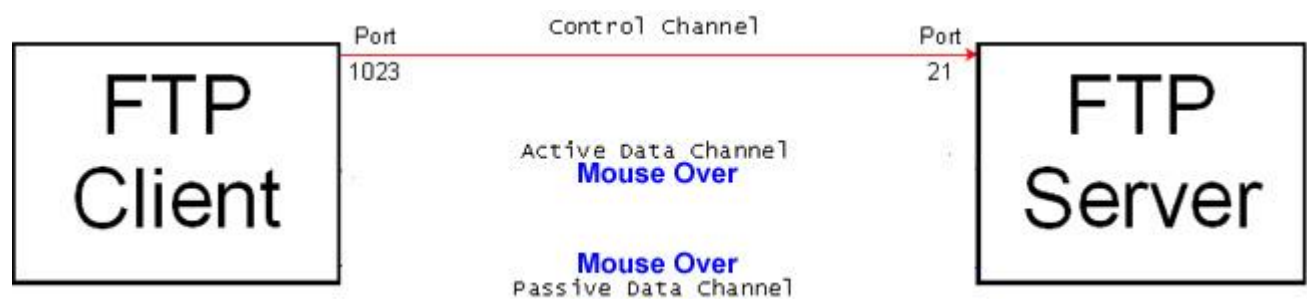 Control Channel
Port
Port
1023
21
FTP
Client
FTP
Server
Active Data Channel
Mouse Over
Mouse Over
Passive Data Channel